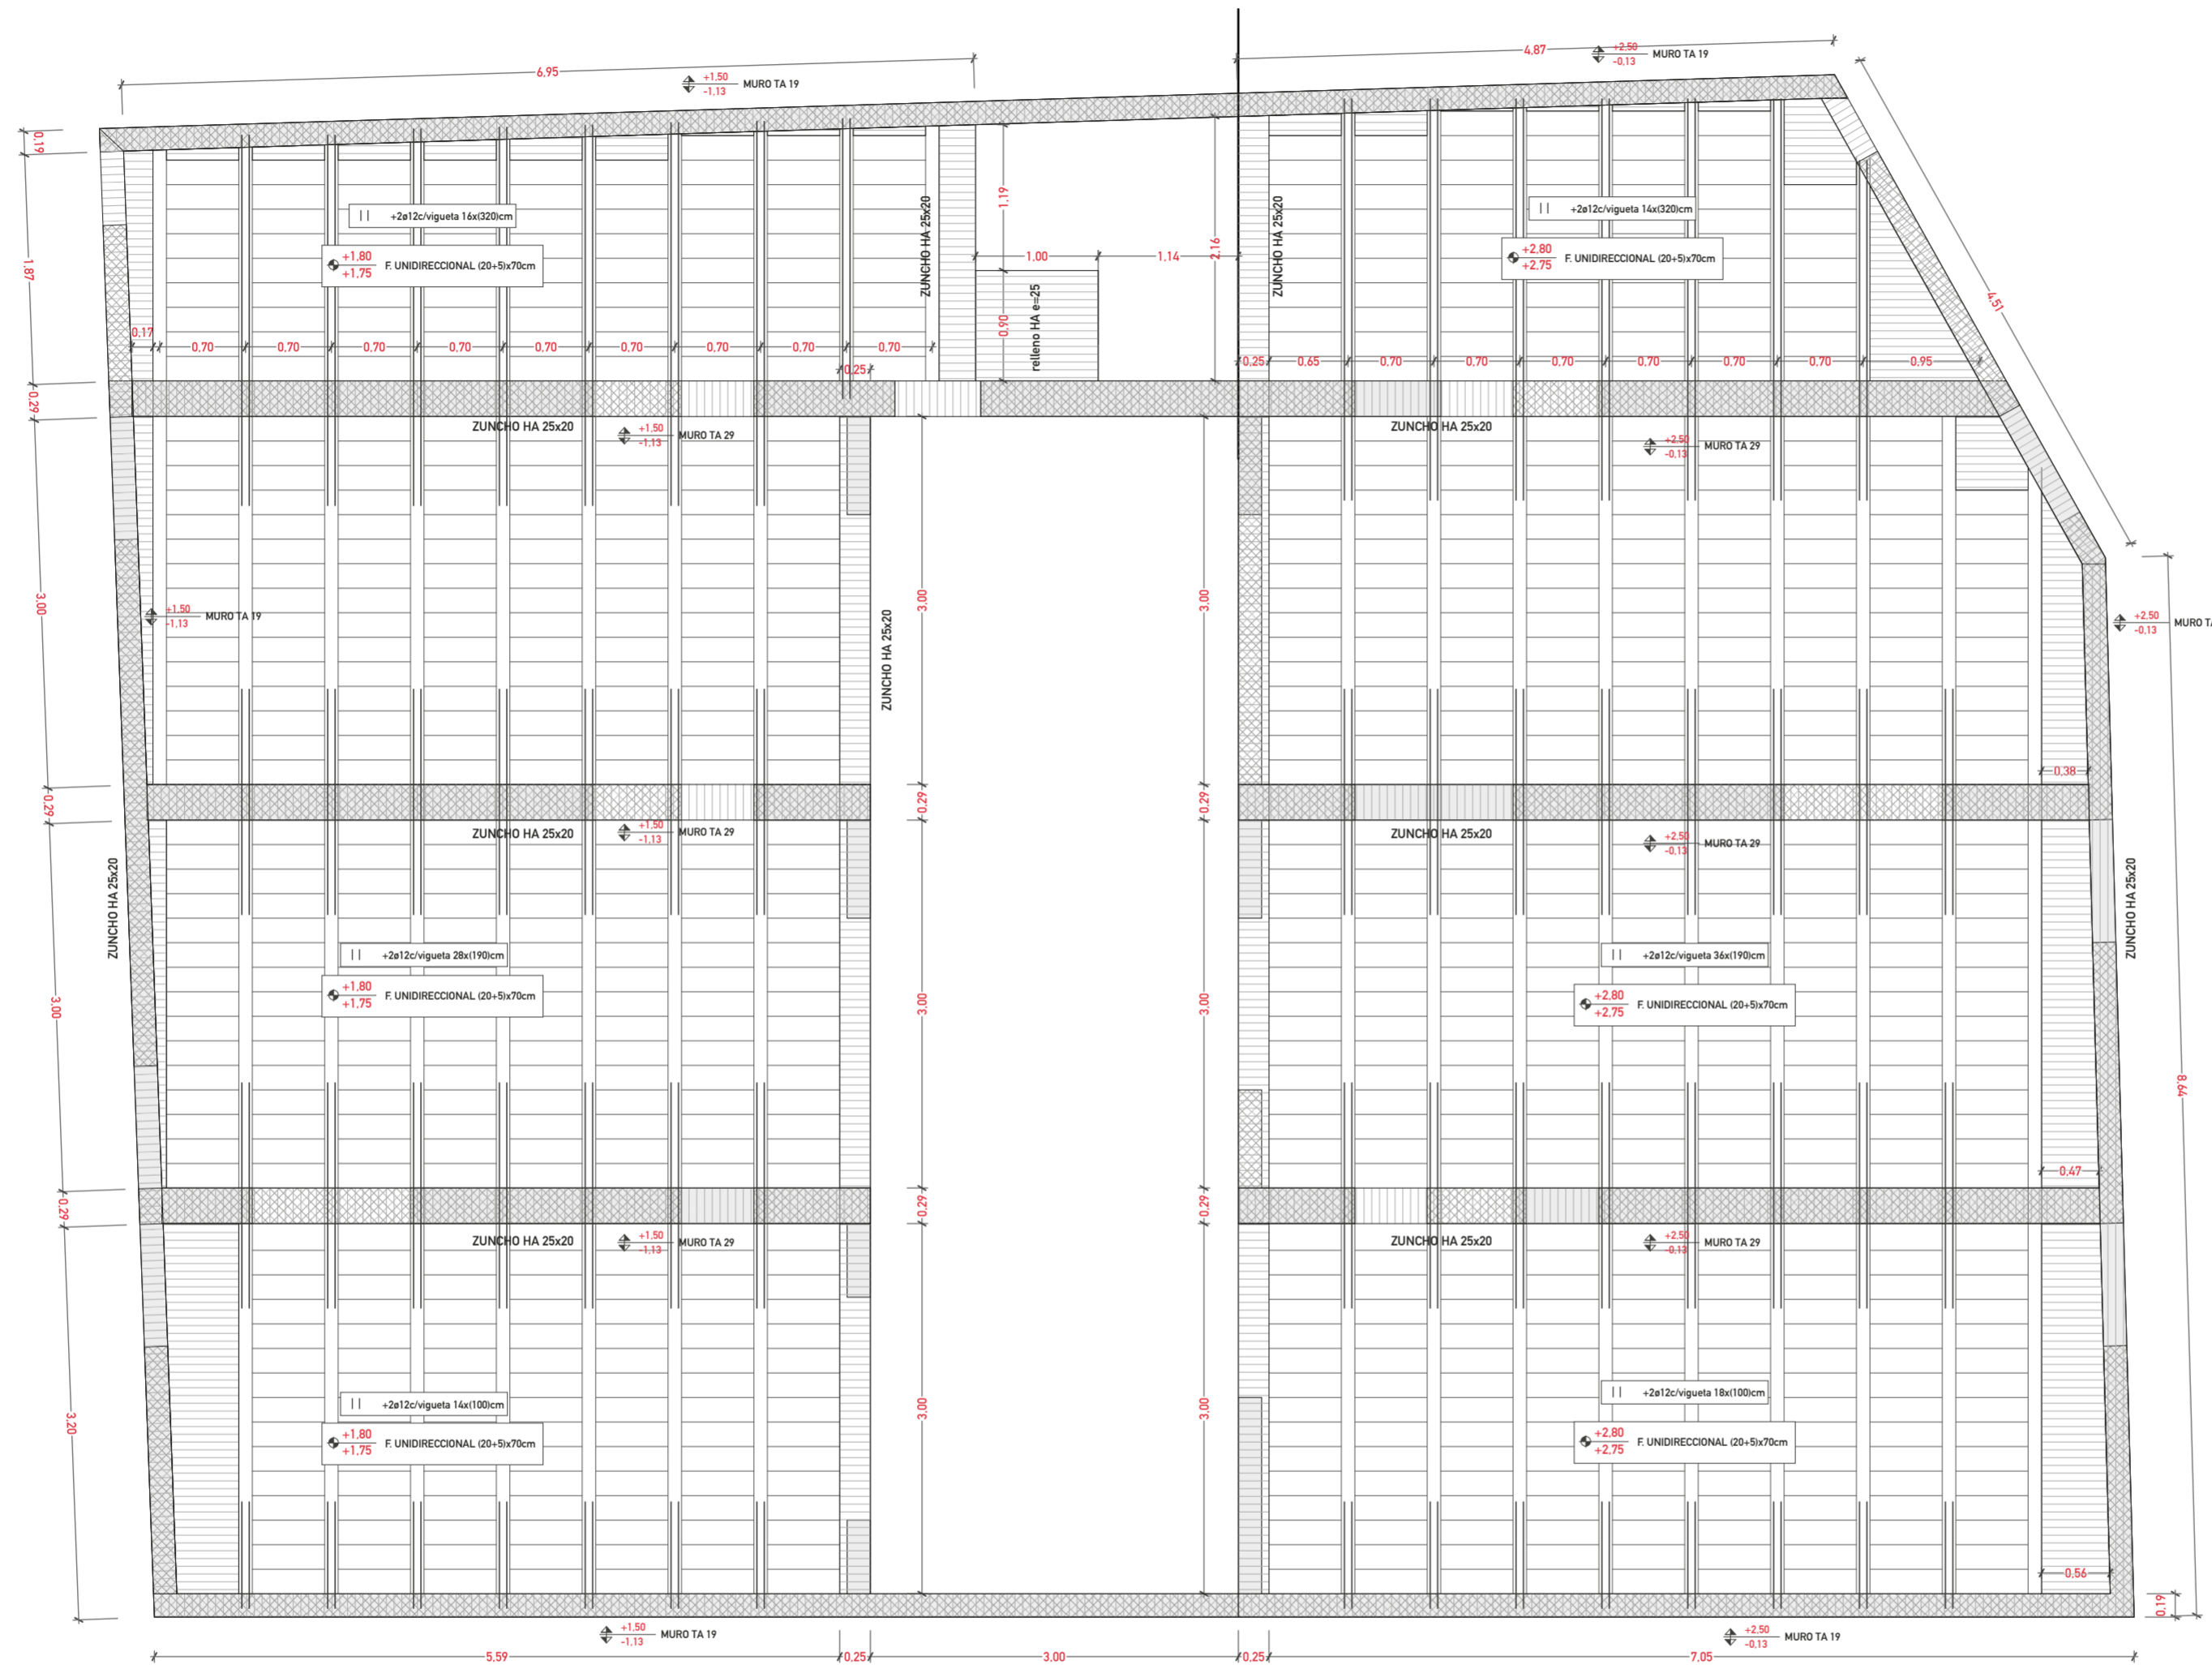 4.87
+2,50
-0,13
MURO TA 19
6.95
+1,50
-1,13
MURO TA 19
0.19
1.87
0.29
3.00
0.29
3.00
0.29
3.20
+2ø12c/vigueta 16x(320)cm
+1,80
+1,75
F. UNIDIRECCIONAL (20+5)x70cm
ZUNCHO HA 25x20
1.19
1,00
1,14
2.16
0.90
relleno HA e=25
ZUNCHO HA 25x20
+2ø12c/vigueta 14x(320)cm
+2,80
+2,75
F. UNIDIRECCIONAL (20+5)x70cm
4.51
0.17
0,70
0,70
0,70
0,70
0,70
0,70
0,70
0,70
0,70
0.25
0,25
0,65
0,70
0,70
0,70
0,70
0,70
0,70
0,95
ZUNCHO HA 25x20
+1,50
-1,13
MURO TA 29
ZUNCHO HA 25x20
+2,50
-0,13
MURO TA 29
+1,50
-1,13
MURO TA 19
ZUNCHO HA 25x20
3.00
3.00
+2,50
-0,13
MURO T
0,38
0.29
0.29
ZUNCHO HA 25x20
+1,50
-1,13
MURO TA 29
ZUNCHO HA 25x20
+2,50
-0,13
MURO TA 29
ZUNCHO HA 25x20
ZUNCHO HA 25x20
+2ø12c/vigueta 28x(190)cm
+1,80
+1,75
F. UNIDIRECCIONAL (20+5)x70cm
3.00
3.00
+2ø12c/vigueta 36x(190)cm
+2,80
+2,75
F. UNIDIRECCIONAL (20+5)x70cm
8.64
0,47
0.29
0.29
ZUNCHO HA 25x20
+1,50
-1,13
MURO TA 29
ZUNCHO HA 25x20
+2,50
-0,13
MURO TA 29
+2ø12c/vigueta 14x(100)cm
+1,80
+1,75
F. UNIDIRECCIONAL (20+5)x70cm
3.00
3.00
+2ø12c/vigueta 18x(100)cm
+2,80
+2,75
F. UNIDIRECCIONAL (20+5)x70cm
0,56
0.19
+1,50
-1,13
MURO TA 19
+2,50
-0,13
MURO TA 19
5.59
0.25
3.00
0.25
7.05